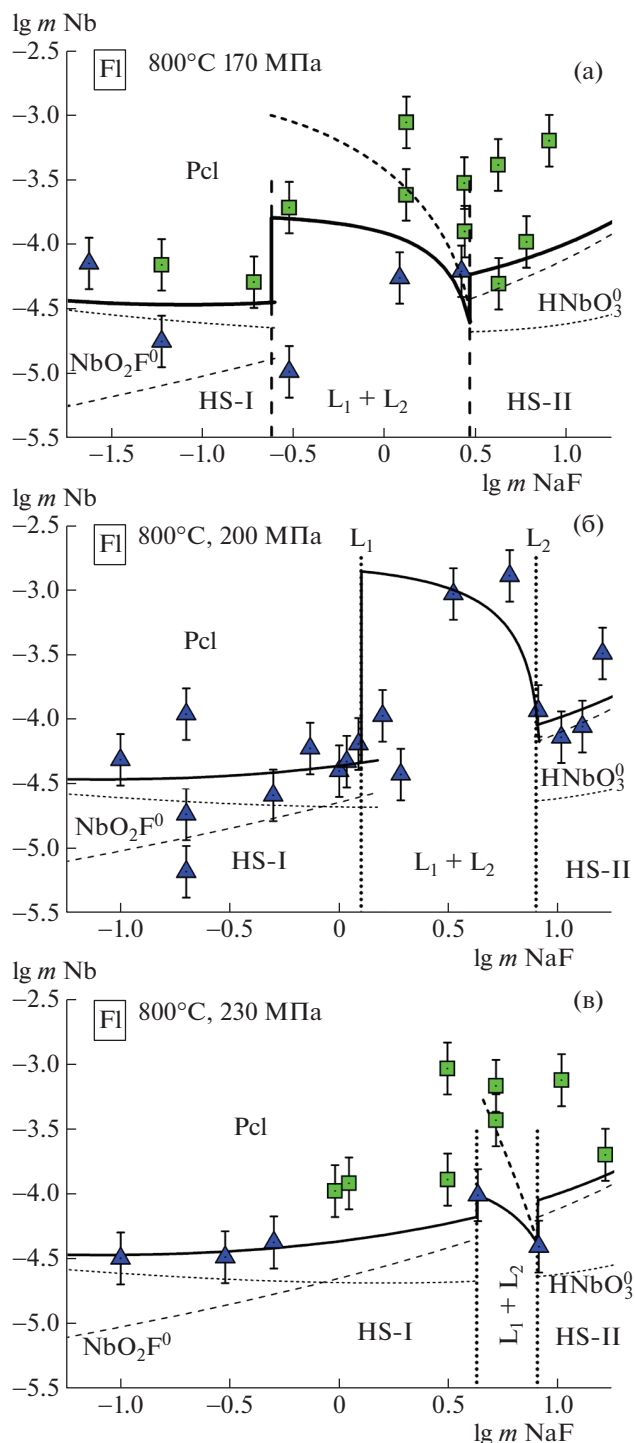 lg m Nb
Fl 800°C 170 МПа (а)
−2.5
−3.0
−3.5
−4.0
−4.5
−5.0
−5.5
Pcl
NbO₂F⁰
HNbO₃⁰
HS-I L₁ + L₂ HS-II
−1.5 −1.0 −0.5 0 0.5 1.0
lg m NaF
lg m Nb
Fl 800°C, 200 МПа (б)
−2.5
−3.0
−3.5
−4.0
−4.5
−5.0
−5.5
L₁ L₂
Pcl
NbO₂F⁰
HNbO₃⁰
HS-I L₁ + L₂ HS-II
−1.0 −0.5 0 0.5 1.0
lg m NaF
lg m Nb
Fl 800°C, 230 МПа (в)
−2.5
−3.0
−3.5
−4.0
−4.5
−5.0
−5.5
Pcl
NbO₂F⁰
HNbO₃⁰
HS-I L₁ + L₂ HS-II
−1.0 −0.5 0 0.5 1.0
lg m NaF